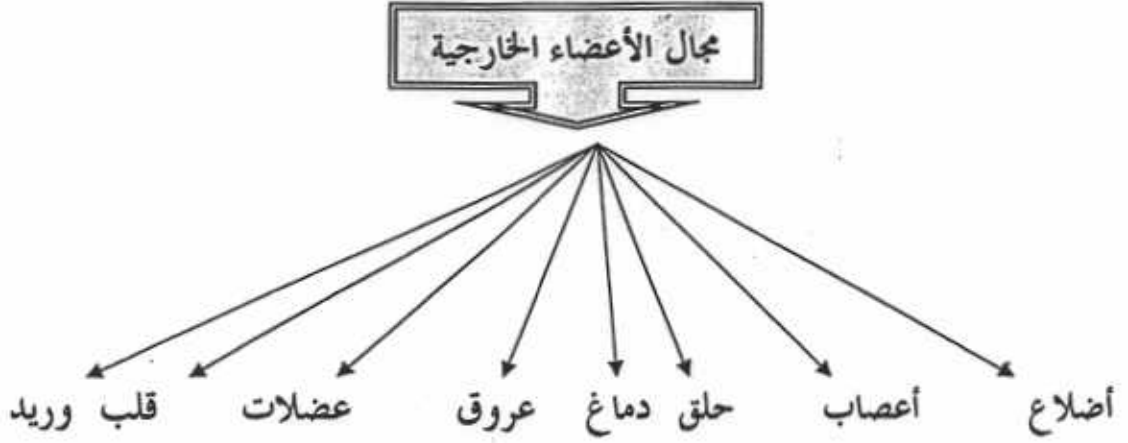 مجال الأعضاء الخارجية
أضلاع أعصاب حلق دماغ عروق عضلات قلب وريد